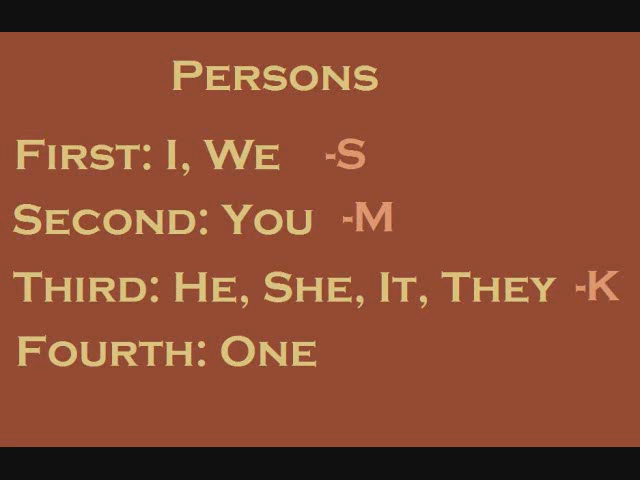 Persons
First: I, We -S
Second: You -M
Third: He, She, It, They -K
Fourth: One